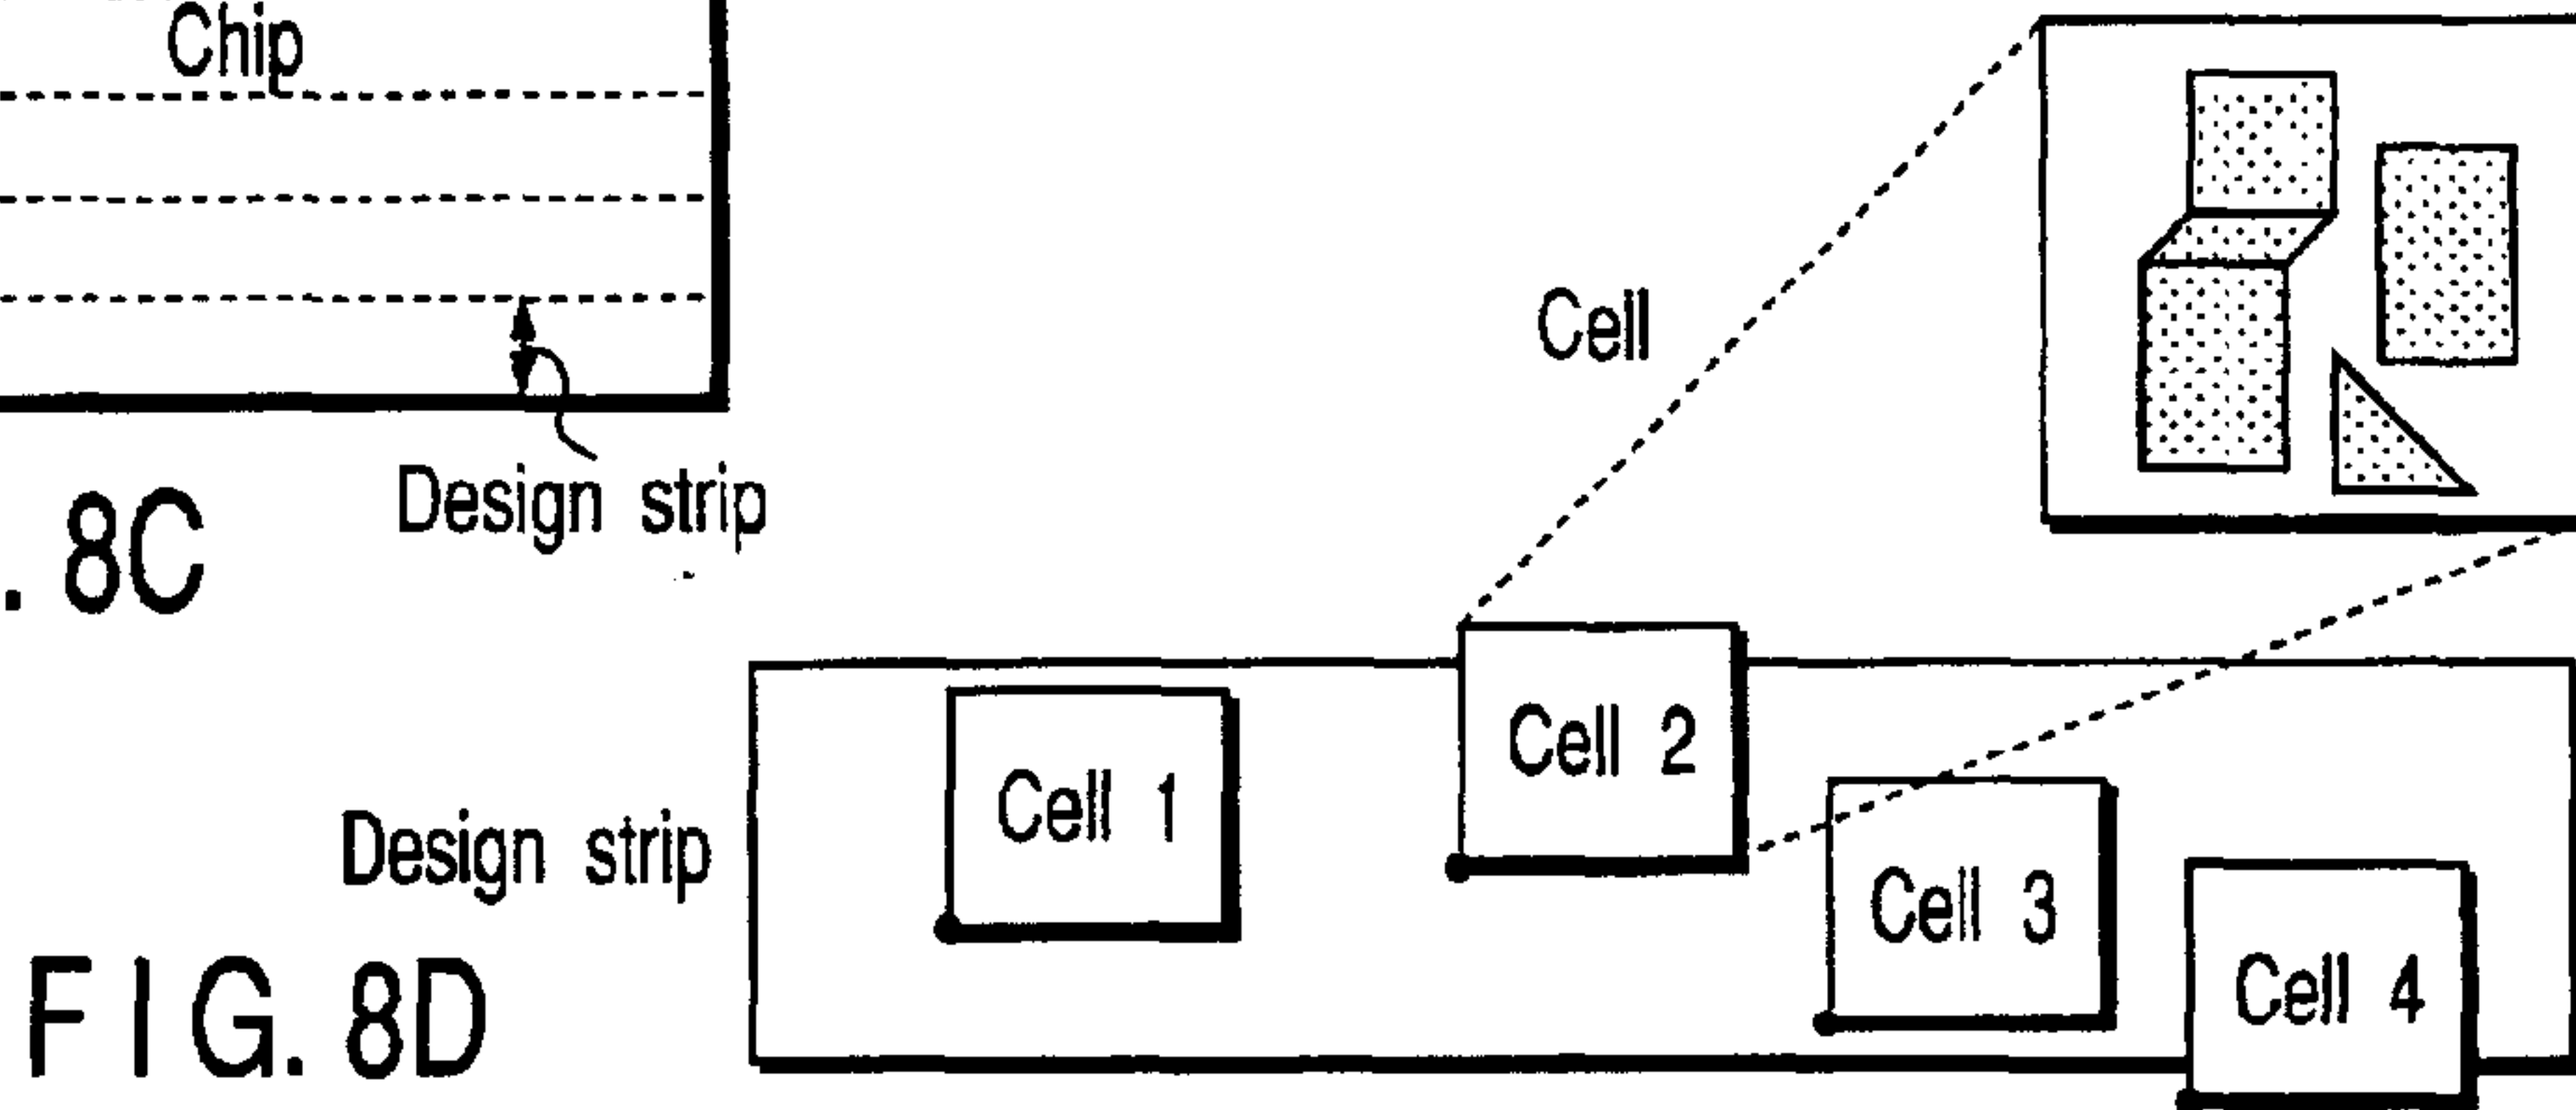 Chip
Design strip
. 8C
Cell
Cell 1
Cell 2
Cell 3
Cell 4
Design strip
FIG. 8D